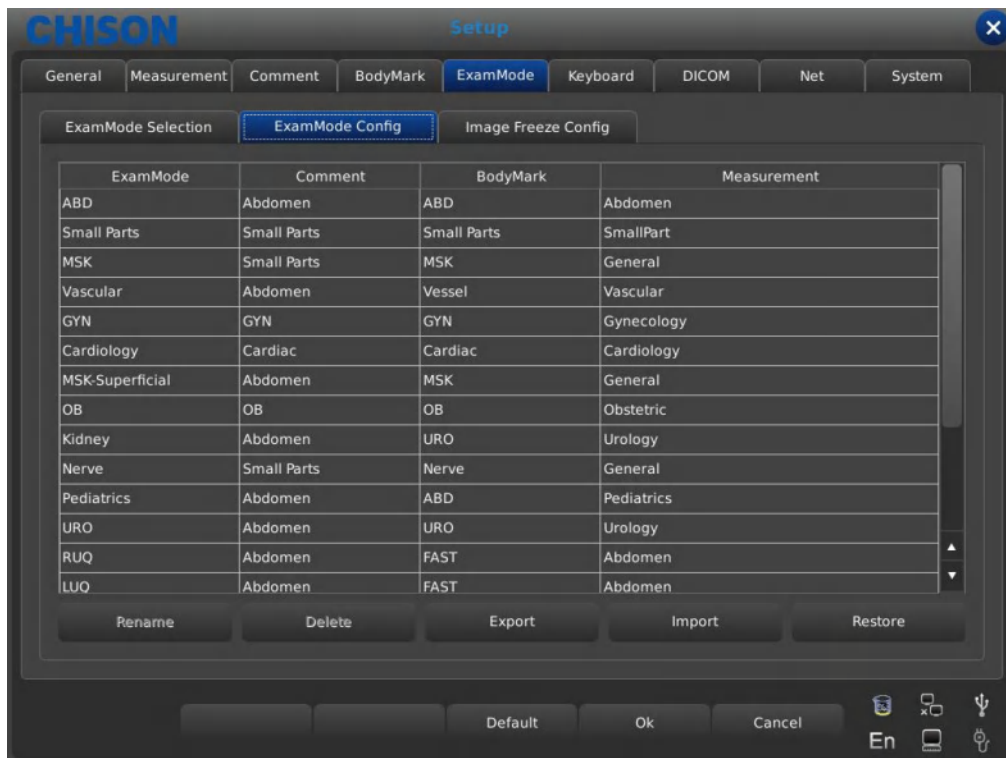 CHISON Setup
General Measurement Comment BodyMark ExamMode Keyboard DICOM Net System
ExamMode Selection ExamMode Config Image Freeze Config
ExamMode Comment BodyMark Measurement
ABD Abdomen ABD Abdomen
Small Parts Small Parts Small Parts SmallPart
MSK Small Parts MSK General
Vascular Abdomen Vessel Vascular
GYN GYN GYN Gynecology
Cardiology Cardiac Cardiac Cardiology
MSK-Superficial Abdomen MSK General
OB OB OB Obstetric
Kidney Abdomen URO Urology
Nerve Small Parts Nerve General
Pediatrics Abdomen ABD Pediatrics
URO Abdomen URO Urology
RUQ Abdomen FAST Abdomen
LUQ Abdomen FAST Abdomen
Rename Delete Export Import Restore
Default Ok Cancel
En